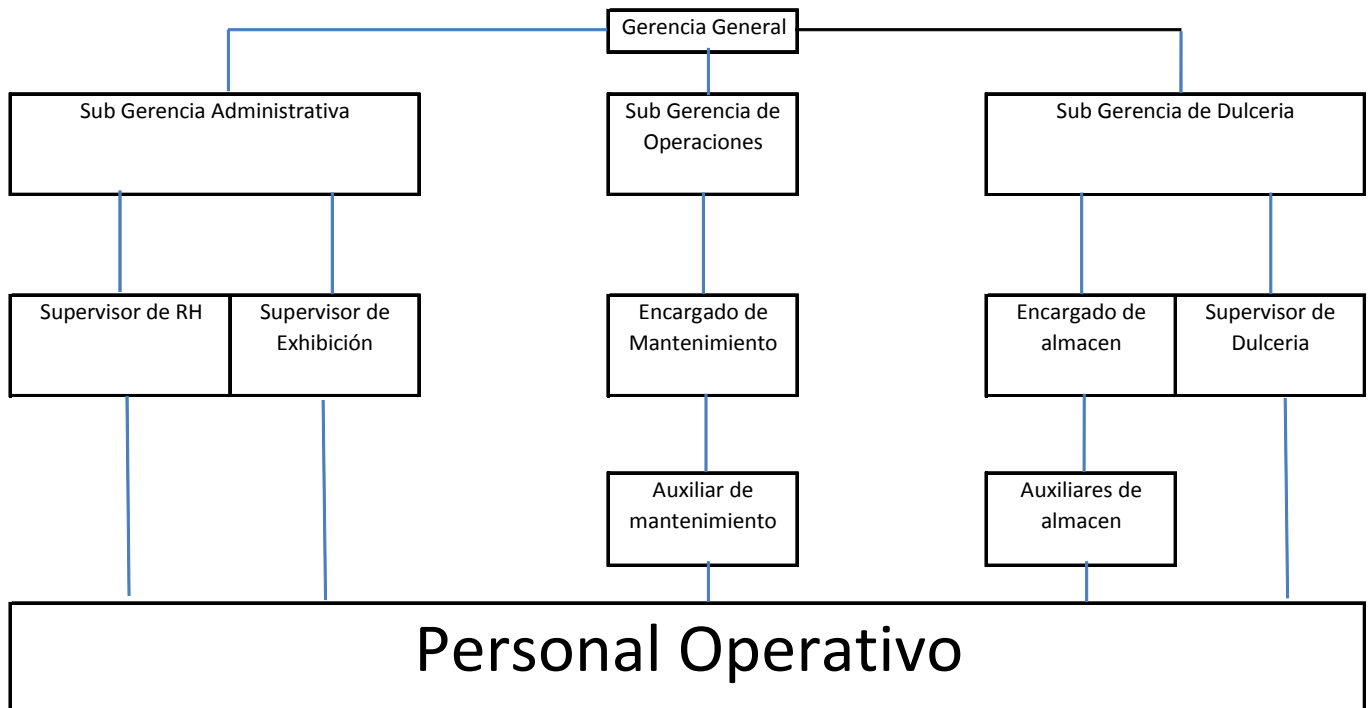 Gerencia General
Sub Gerencia Administrativa
Sub Gerencia de
Operaciones
Sub Gerencia de Dulceria
Supervisor de RH
Supervisor de
Exhibición
Encargado de
Mantenimiento
Encargado de
almacen
Supervisor de
Dulceria
Auxiliar de
mantenimiento
Auxiliares de
almacen
Personal Operativo